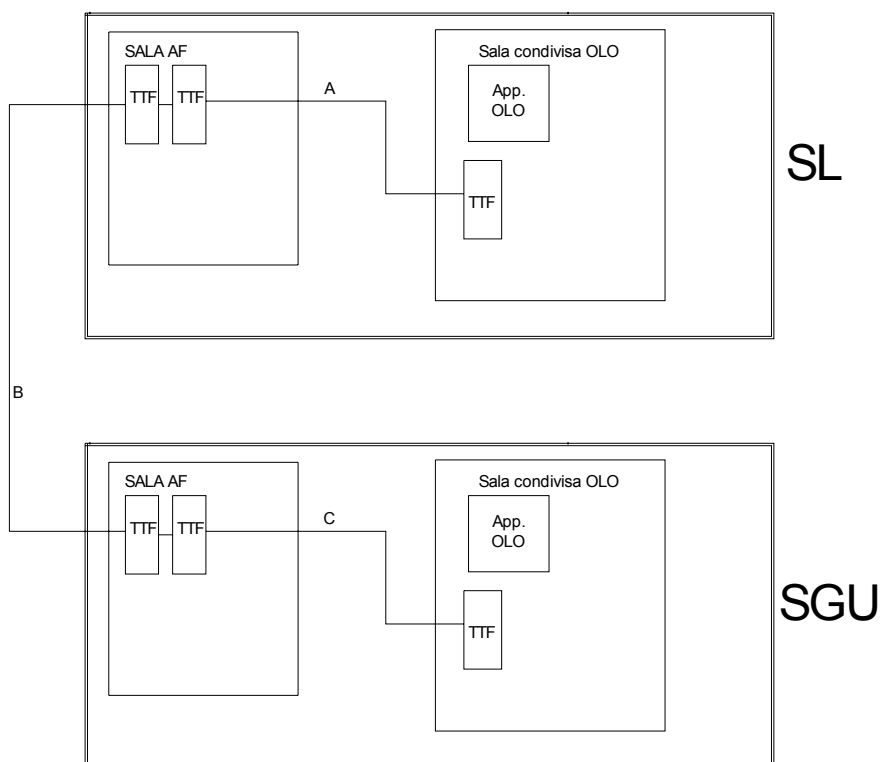 SALA AF
TTF
TTF
A
Sala condivisa OLO
App.
OLO
TTF
SL
B
SALA AF
TTF
TTF
C
Sala condivisa OLO
App.
OLO
TTF
SGU